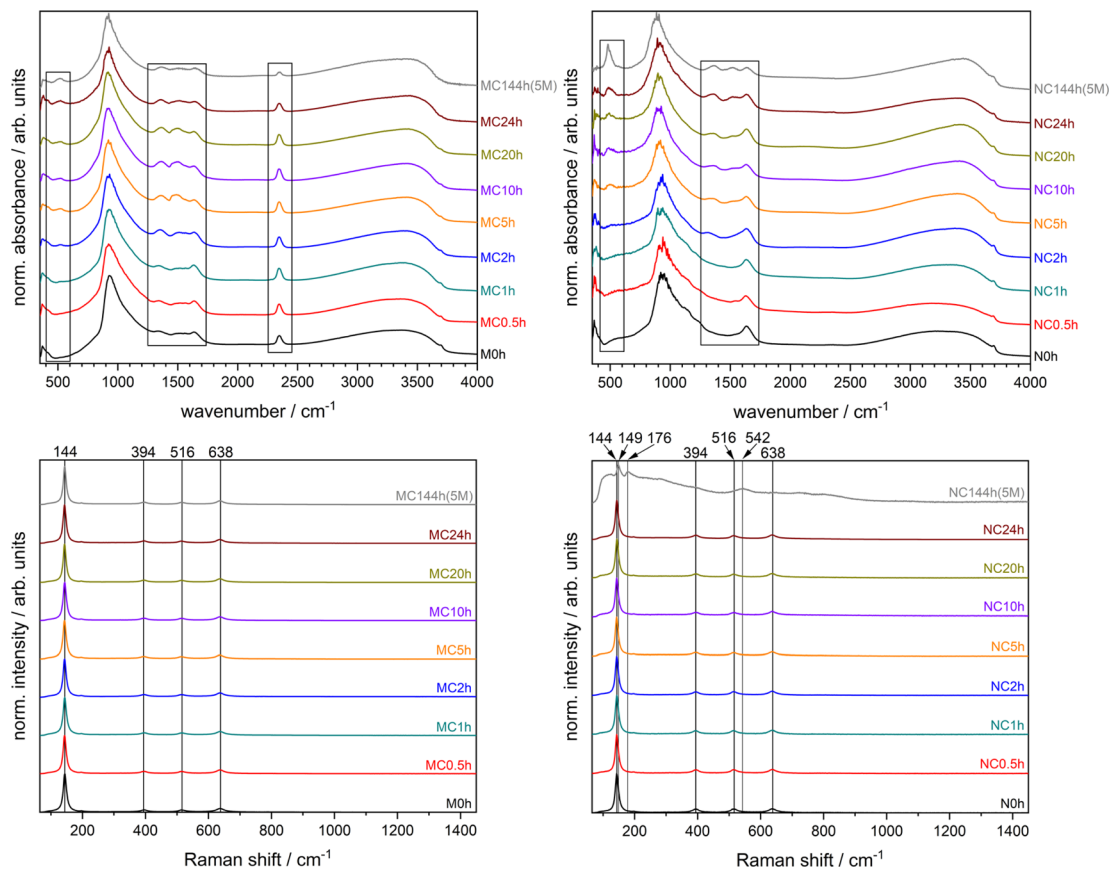 norm. absorbance / arb. units
MC144h(5M)
MC24h
MC20h
MC10h
MC5h
MC2h
MC1h
MC0.5h
M0h
500 1000 1500 2000 2500 3000 3500 4000
wavenumber / cm⁻¹
norm. absorbance / arb. units
NC144h(5M)
NC24h
NC20h
NC10h
NC5h
NC2h
NC1h
NC0.5h
N0h
500 1000 1500 2000 2500 3000 3500 4000
wavenumber / cm⁻¹
144 394 516 638
norm. intensity / arb. units
MC144h(5M)
MC24h
MC20h
MC10h
MC5h
MC2h
MC1h
MC0.5h
M0h
200 400 600 800 1000 1200 1400
Raman shift / cm⁻¹
144 149 176 516 542
394 638
norm. intensity / arb. units
NC144h(5M)
NC24h
NC20h
NC10h
NC5h
NC2h
NC1h
NC0.5h
N0h
200 400 600 800 1000 1200 1400
Raman shift / cm⁻¹